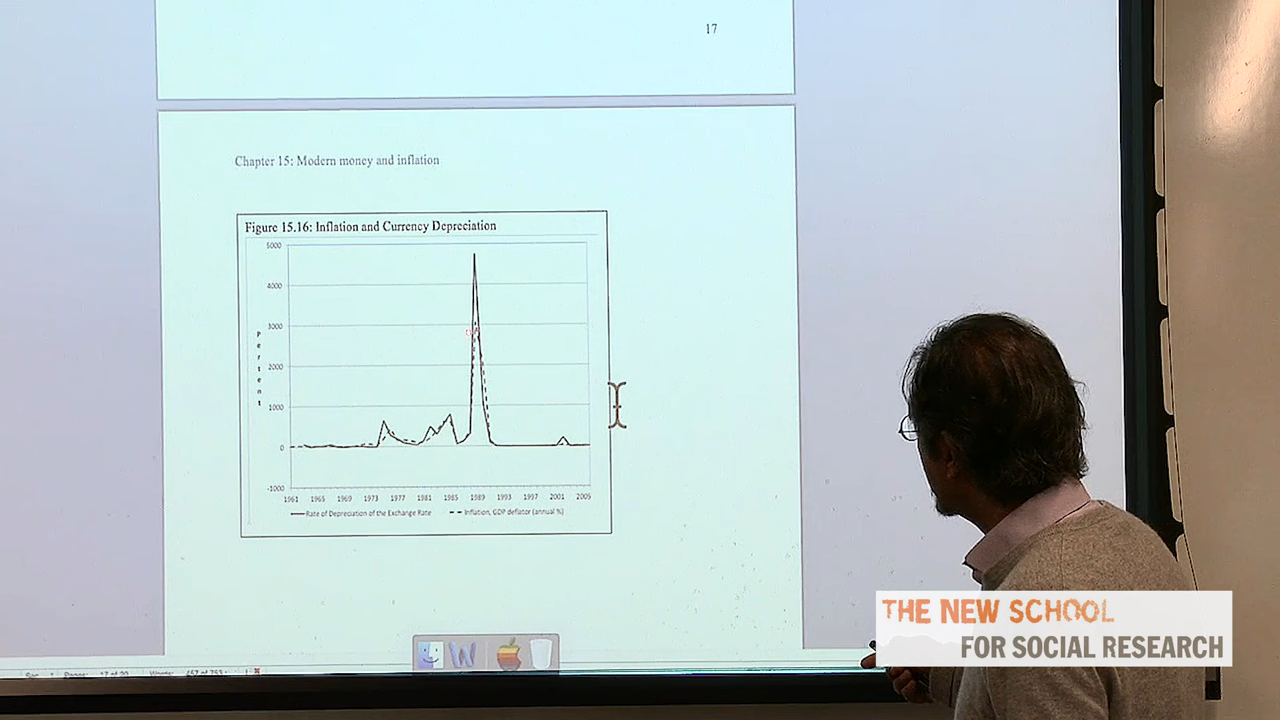 17
Chapter 15: Modern money and inflation
Figure 15.16: Inflation and Currency Depreciation
5000
4000
3000
2000
1000
0
-1000
Percent
1961 1965 1969 1973 1977 1981 1985 1989 1993 1997 2001 2005
Rate of Depreciation of the Exchange Rate Inflation, GDP deflator (annual %)
THE NEW SCHOOL
FOR SOCIAL RESEARCH